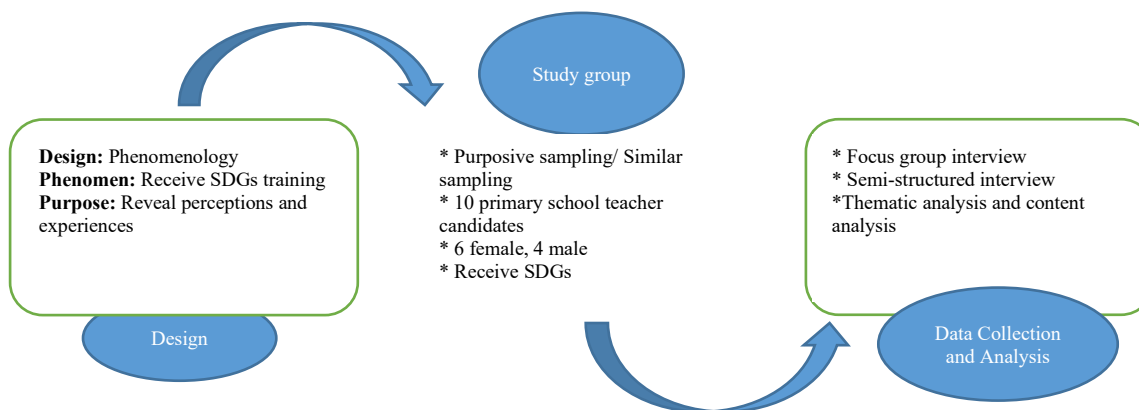 Design: Phenomenology
Phenomen: Receive SDGs training
Purpose: Reveal perceptions and
experiences
Design
Study group
* Purposive sampling/ Similar
sampling
* 10 primary school teacher
candidates
* 6 female, 4 male
* Receive SDGs
* Focus group interview
* Semi-structured interview
*Thematic analysis and content
analysis
Data Collection
and Analysis